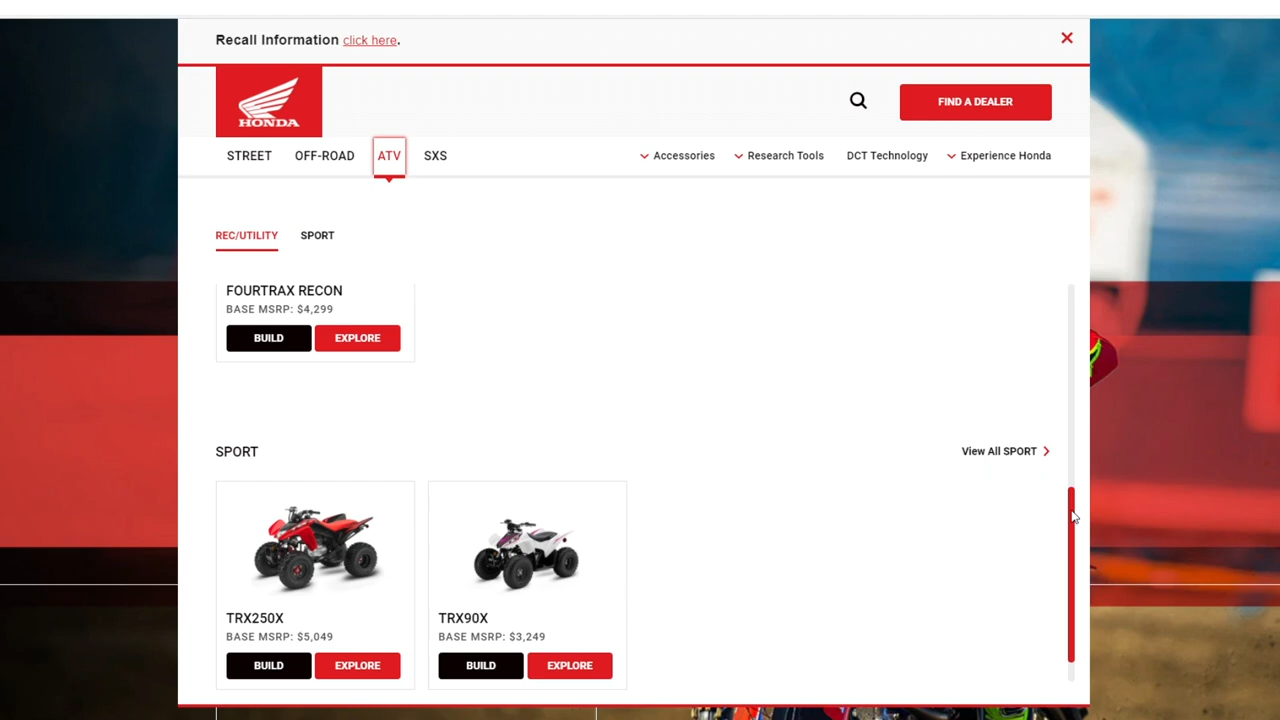 Recall Information click here.
HONDA
FIND A DEALER
STREET OFF-ROAD ATV SXS Accessories Research Tools DCT Technology Experience Honda
REC/UTILITY SPORT
FOURTRAX RECON
BASE MSRP: $4,299
BUILD EXPLORE
SPORT View All SPORT
TRX250X TRX90X
BASE MSRP: $5,049 BASE MSRP: $3,249
BUILD EXPLORE BUILD EXPLORE